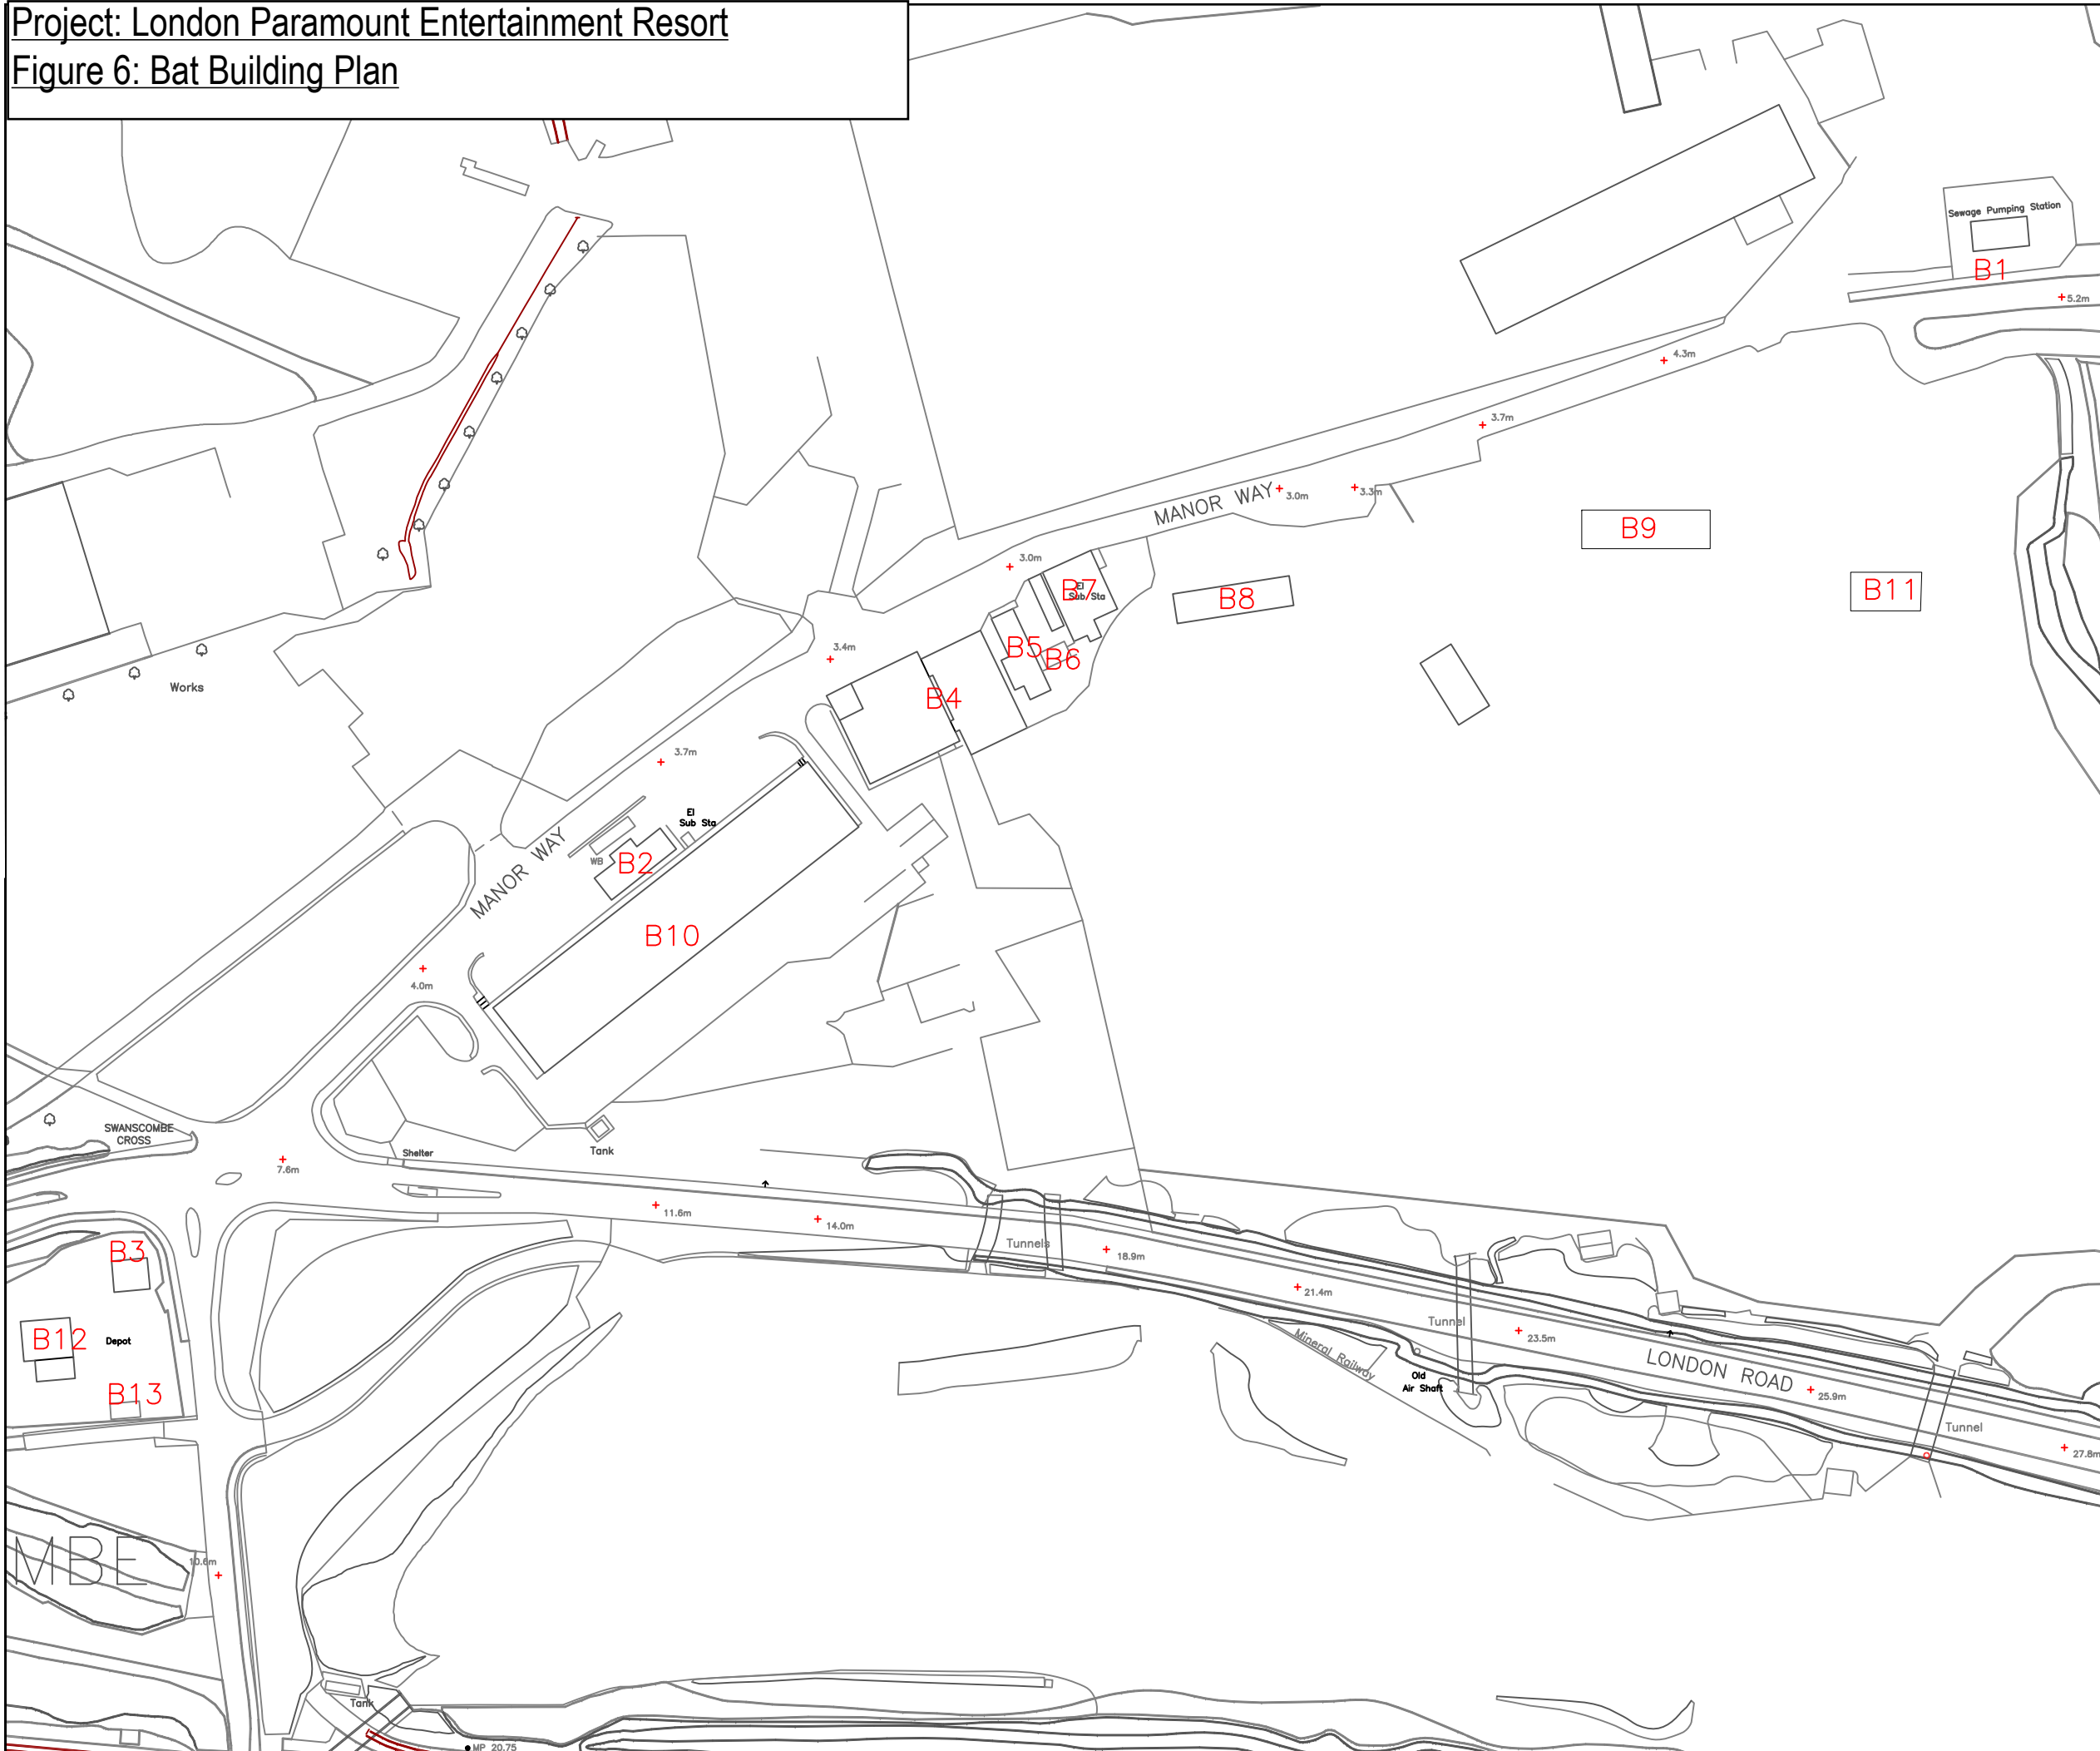 Project: London Paramount Entertainment Resort
Figure 6: Bat Building Plan
Sewage Pumping Station
B1
5.2m
4.3m
3.7m
MANOR WAY
3.0m
3.3m
B9
3.0m
B7
El
Sub Sta
B8
B11
B5
B6
3.4m
Works
B4
3.7m
El
Sub Sta
MANOR WAY
WB
B2
B10
4.0m
SWANSCOMBE
CROSS
Shelter
Tank
7.6m
11.6m
14.0m
Tunnels
18.9m
B3
21.4m
Tunnel
23.5m
B12
Depot
Mineral Railway
LONDON ROAD
Old
Air Shaft
25.9m
B13
Tunnel
27.8m
MBE
10.6m
Tank
MP 20.75